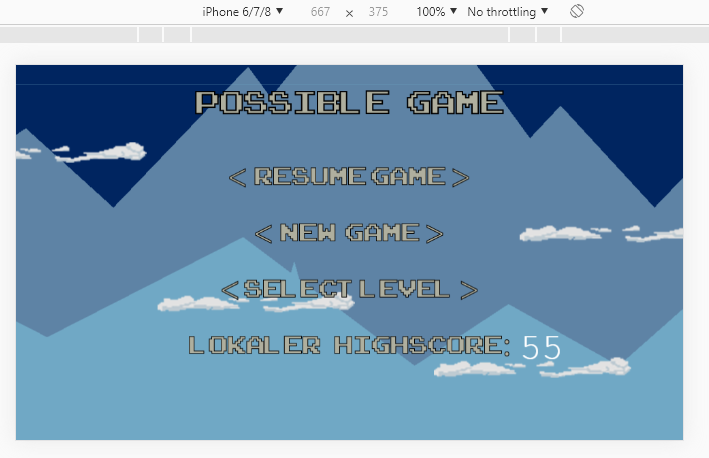 iPhone 6/7/8 ▼ 667 × 375 100% ▼ No throttling ▼
POSSIBLE GAME
< RESUME GAME >
< NEW GAME >
< SELECT LEVEL >
LOKALER HIGHSCORE: 55